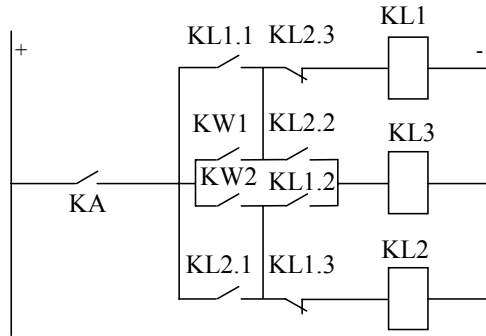 KL1.1 KL2.3 KL1
+ -
KW1 KL2.2 KL3
KW2 KL1.2
KA
KL2.1 KL1.3 KL2